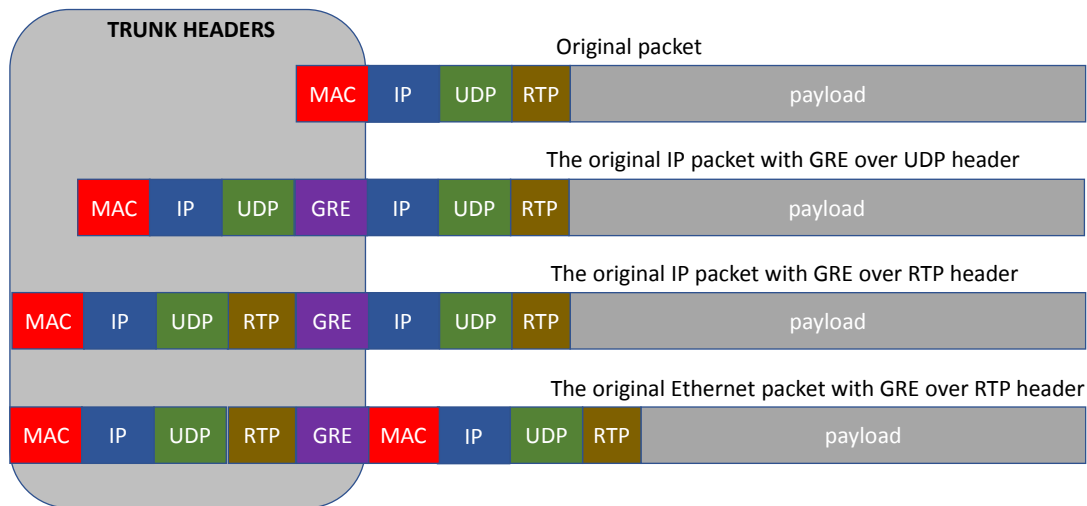 TRUNK HEADERS
Original packet
MAC IP UDP RTP payload
The original IP packet with GRE over UDP header
MAC IP UDP GRE IP UDP RTP payload
The original IP packet with GRE over RTP header
MAC IP UDP RTP GRE IP UDP RTP payload
The original Ethernet packet with GRE over RTP header
MAC IP UDP RTP GRE MAC IP UDP RTP payload